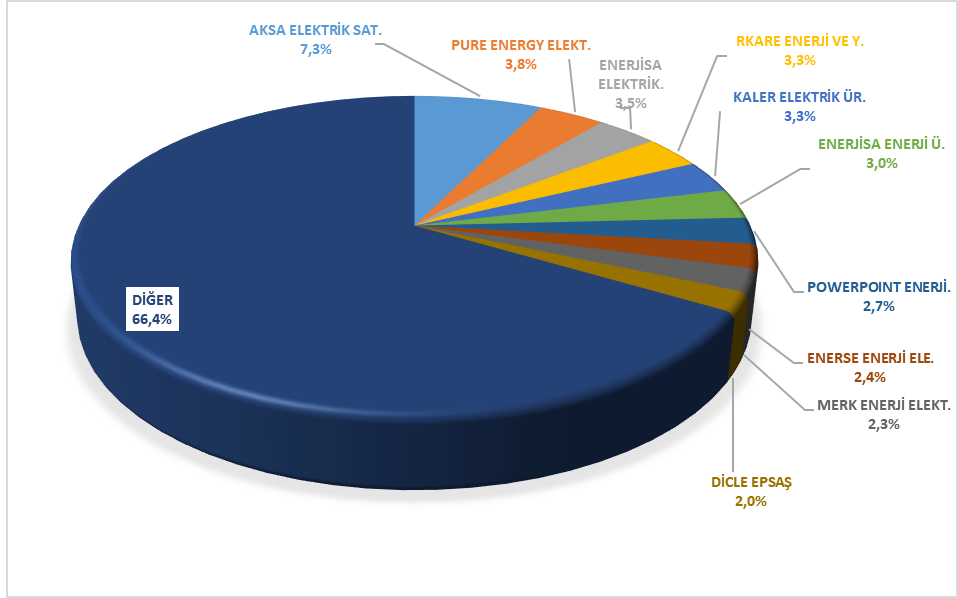 AKSA ELEKTRİK SAT.
7,3%
PURE ENERGY ELEKT.
3,8%
ENERJİSA
ELEKTRİK.
3,5%
RKARE ENERJİ VE Y.
3,3%
KALER ELEKTRİK ÜR.
3,3%
ENERJİSA ENERJİ Ü.
3,0%
POWERPOINT ENERJİ.
2,7%
ENERSE ENERJİ ELE.
2,4%
MERK ENERJİ ELEKT.
2,3%
DİCLE EPSAŞ
2,0%
DİĞER
66,4%